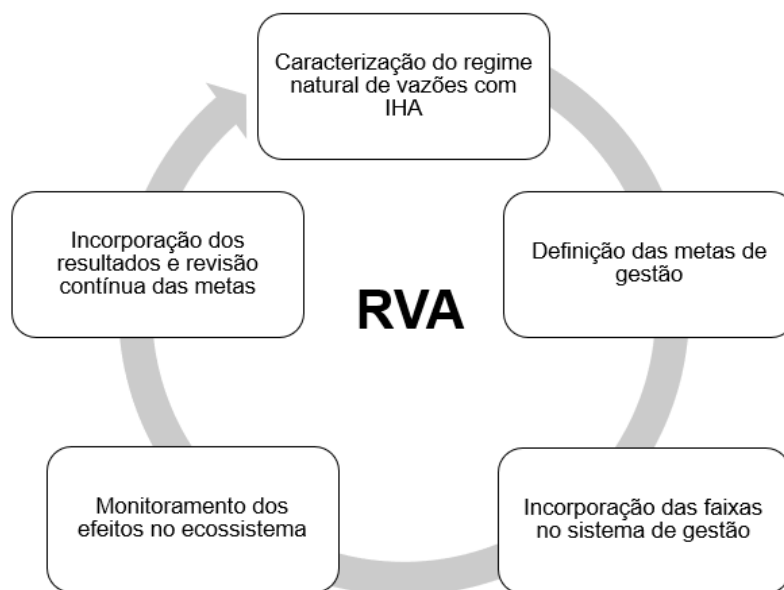 Caracterização do regime
natural de vazões com
IHA
Definição das metas de
gestão
Incorporação das faixas
no sistema de gestão
Monitoramento dos
efeitos no ecossistema
Incorporação dos
resultados e revisão
contínua das metas
RVA